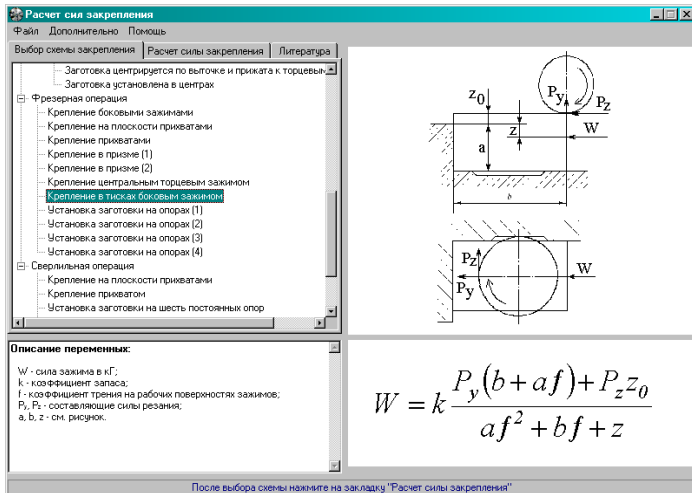 Расчет сил закрепления
Файл Дополнительно Помощь
Выбор схемы закрепления Расчет силы закрепления Литература
Заготовка центрируется по выточке и прижата к торцевым
Заготовка установлена в центрах
Фрезерная операция
Крепление боковыми зажимами
Крепление на плоскости прихватами
Крепление прихватами
Крепление в призме (1)
Крепление в призме (2)
Крепление центральным торцевым зажимом
Крепление в тисках боковым зажимом
Установка заготовки на опорах (1)
Установка заготовки на опорах (2)
Установка заготовки на опорах (3)
Установка заготовки на опорах (4)
Сверлильная операция
Крепление на плоскости прихватами
Крепление прихватом
Установка заготовки на шесть постоянных опор
z0 Py Pz
z W
a
b
Pz W
Py
Описание переменных:
W - сила зажима в кГ;
k - коэффициент запаса;
f - коэффициент трения на рабочих поверхностях зажимов;
Py, Pz - составляющие силы резания;
a, b, z - см. рисунок.
W = k (Py(b + af) + Pz z0) / (af² + bf + z)
После выбора схемы нажмите на закладку "Расчет силы закрепления"